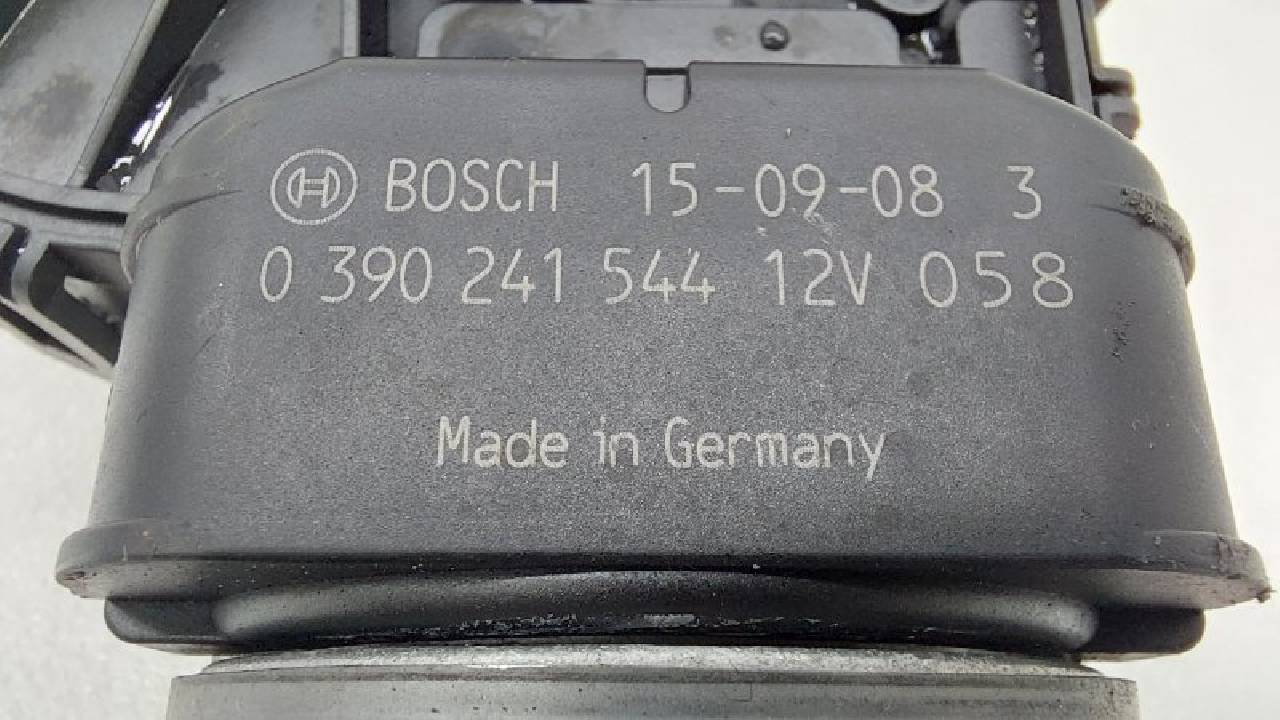 BOSCH 15-09-08 3
0 390 241 544 12V 058
Made in Germany